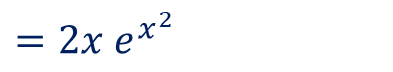 = 2x e^{x^2}